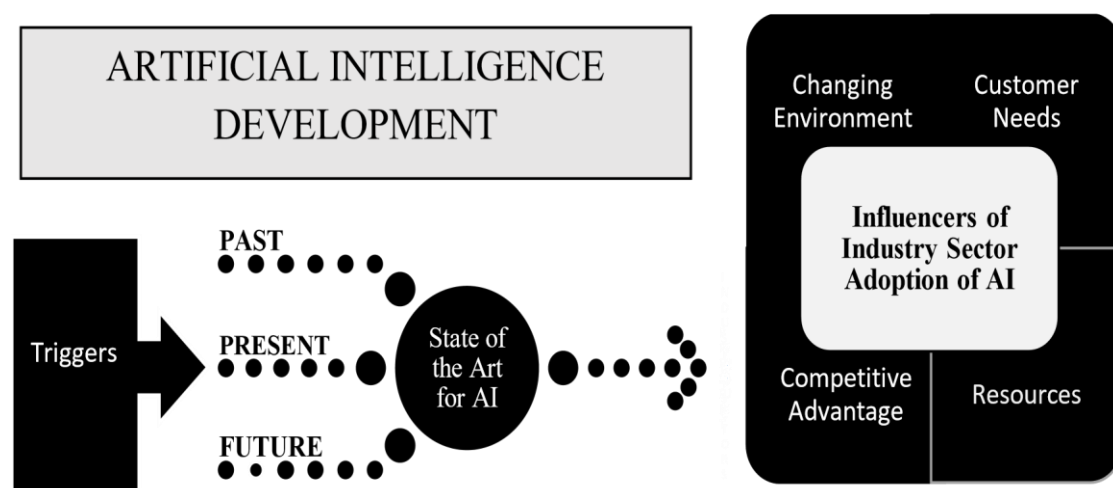 ARTIFICIAL INTELLIGENCE
DEVELOPMENT
Triggers
PAST
PRESENT
FUTURE
State of
the Art
for AI
Changing
Environment
Customer
Needs
Influencers of
Industry Sector
Adoption of AI
Competitive
Advantage
Resources